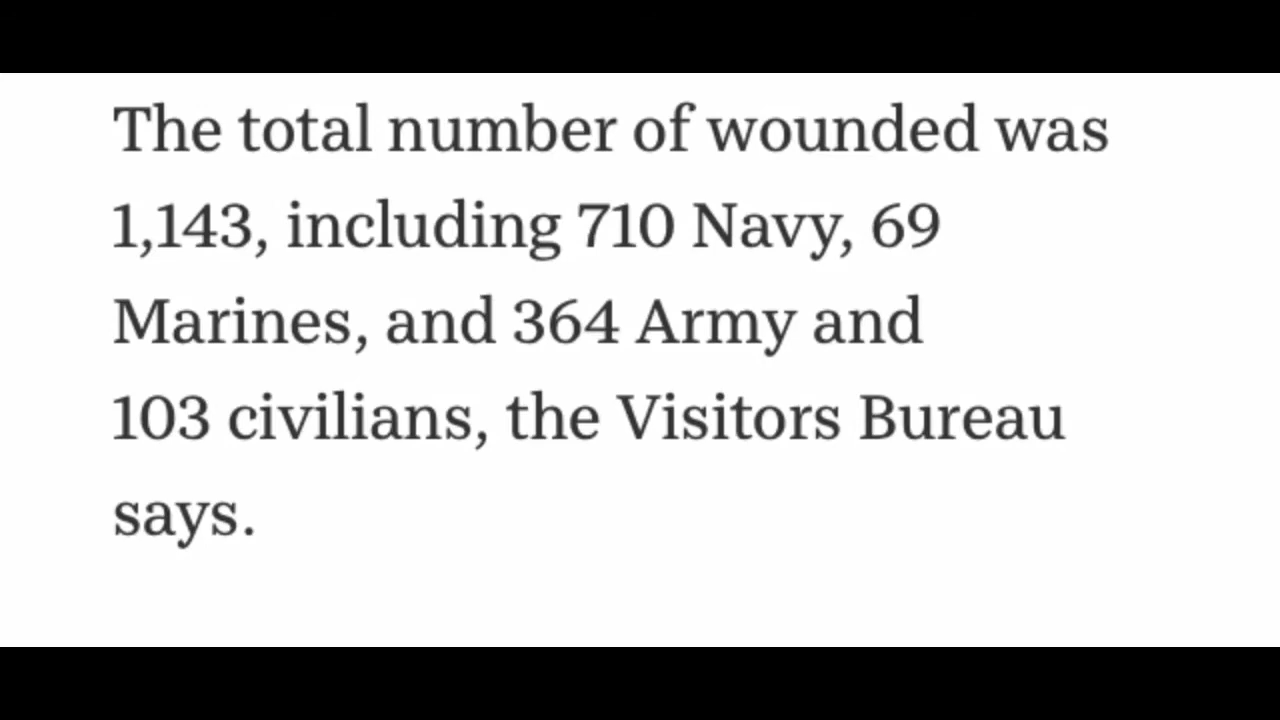 The total number of wounded was
1,143, including 710 Navy, 69
Marines, and 364 Army and
103 civilians, the Visitors Bureau
says.